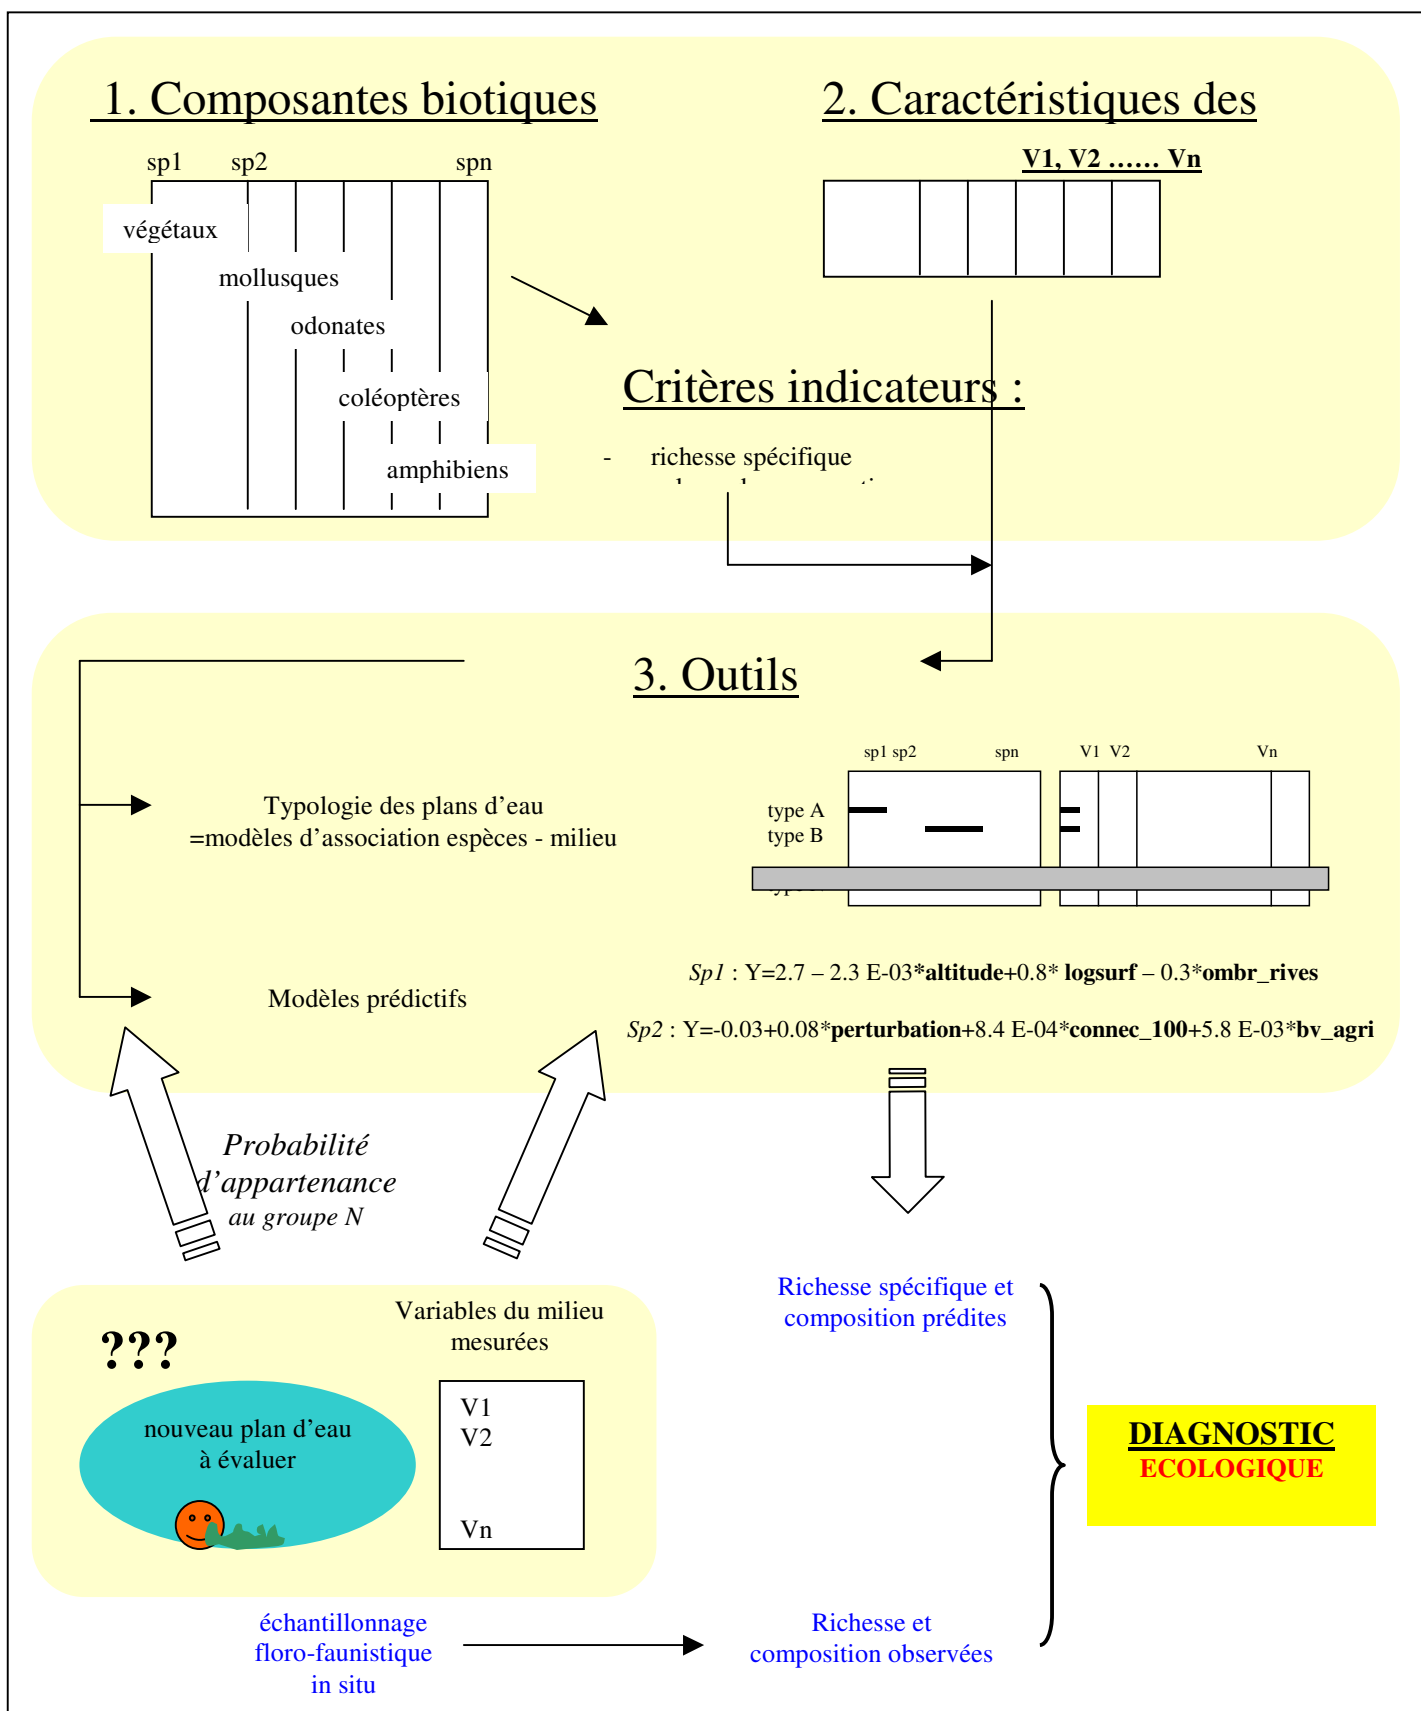 1. Composantes biotiques
2. Caractéristiques des
sp1 sp2 spn
V1, V2 …… Vn
végétaux
mollusques
odonates
coléoptères
amphibiens
Critères indicateurs :
- richesse spécifique
3. Outils
sp1 sp2 spn V1 V2 Vn
type A
type B
Typologie des plans d’eau
=modèles d’association espèces - milieu
Modèles prédictifs
Sp1 : Y=2.7 – 2.3 E-03*altitude+0.8* logsurf – 0.3*ombr_rives
Sp2 : Y=-0.03+0.08*perturbation+8.4 E-04*connec_100+5.8 E-03*bv_agri
Probabilité
d’appartenance
au groupe N
Variables du milieu
mesurées
???
nouveau plan d’eau
à évaluer
V1
V2
Vn
Richesse spécifique et
composition prédites
DIAGNOSTIC
ECOLOGIQUE
échantillonnage
floro-faunistique
in situ
Richesse et
composition observées